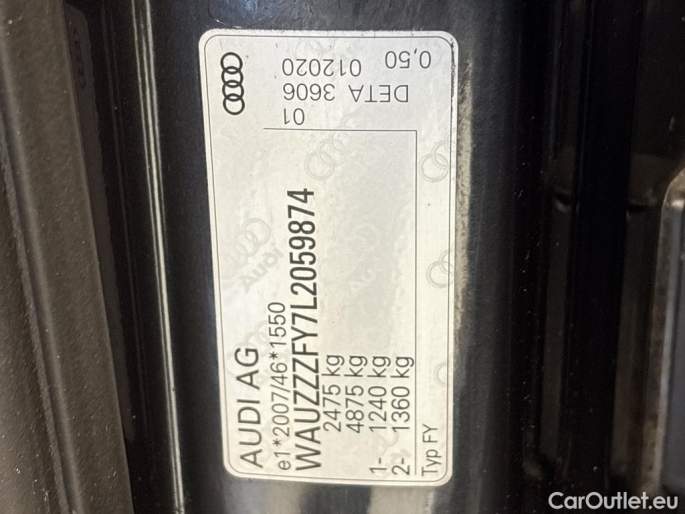 AUDI AG
e1*2007/46*1550
WAUZZZFY7L2059874
2475 kg
4875 kg
1- 1240 kg
2- 1360 kg
Typ FY
01
DETA 3606
012020
0,50
Audi
CarOutlet.eu